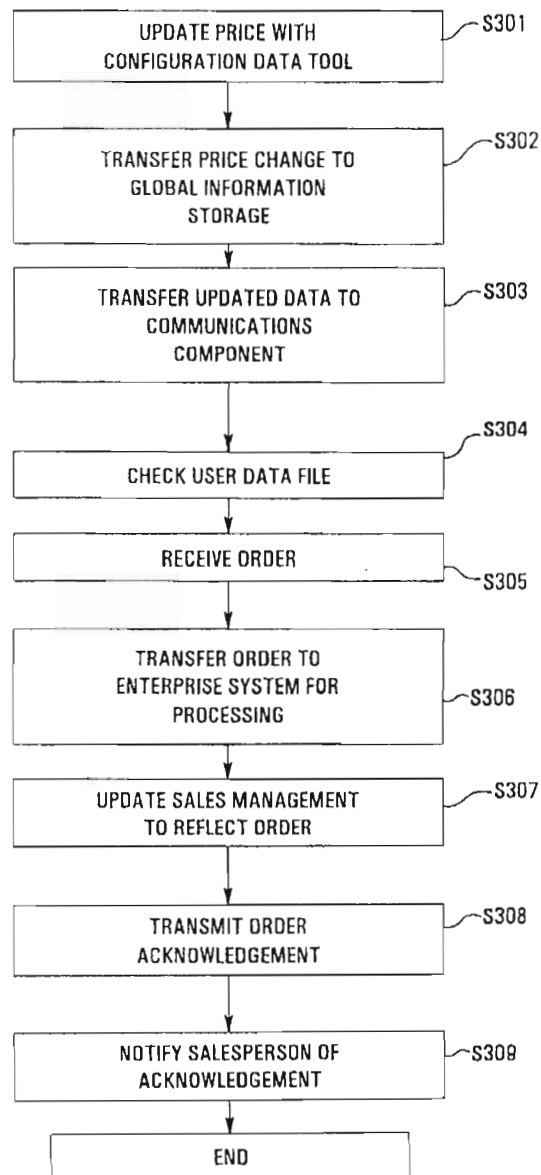 UPDATE PRICE WITH
CONFIGURATION DATA TOOL
S301
TRANSFER PRICE CHANGE TO
GLOBAL INFORMATION
STORAGE
S302
TRANSFER UPDATED DATA TO
COMMUNICATIONS
COMPONENT
S303
CHECK USER DATA FILE
S304
RECEIVE ORDER
S305
TRANSFER ORDER TO
ENTERPRISE SYSTEM FOR
PROCESSING
S306
UPDATE SALES MANAGEMENT
TO REFLECT ORDER
S307
TRANSMIT ORDER
ACKNOWLEDGEMENT
S308
NOTIFY SALESPERSON OF
ACKNOWLEDGEMENT
S309
END